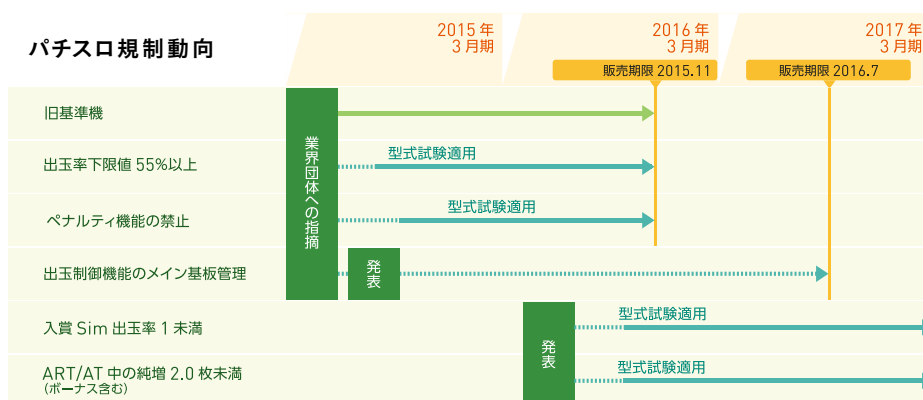 パチスロ規制動向
2015年
3月期
2016年
3月期
2017年
3月期
販売期限 2015.11
販売期限 2016.7
業界団体への指摘
旧基準機
出玉率下限値 55%以上
型式試験適用
ペナルティ機能の禁止
型式試験適用
出玉制御機能のメイン基板管理
発表
入賞 Sim 出玉率 1 未満
型式試験適用
発表
ART/AT 中の純増 2.0 枚未満
(ボーナス含む)
型式試験適用